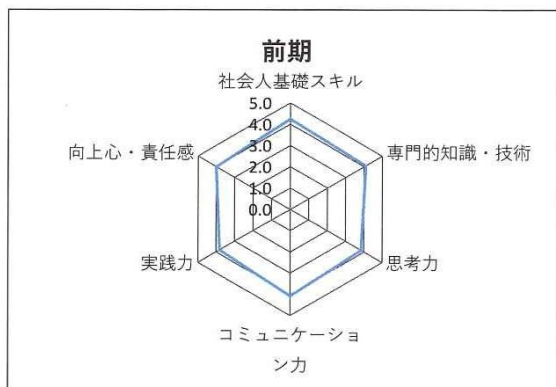 前期
社会人基礎スキル
5.0
4.0
3.0
2.0
1.0
0.0
向上心・責任感
専門的知識・技術
実践力
思考力
コミュニケーショ
ン力